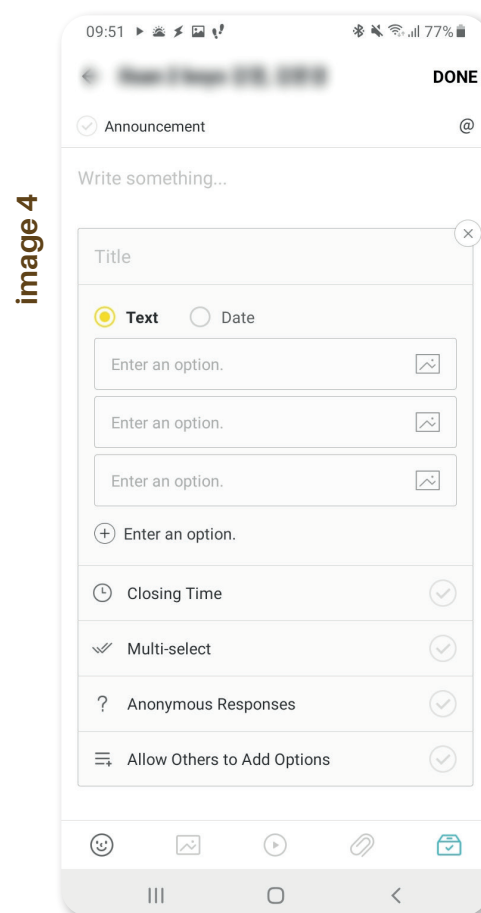 image 4
09:51 77%
DONE
Announcement @
Write something...
Title
Text Date
Enter an option.
Enter an option.
Enter an option.
Enter an option.
Closing Time
Multi-select
? Anonymous Responses
Allow Others to Add Options